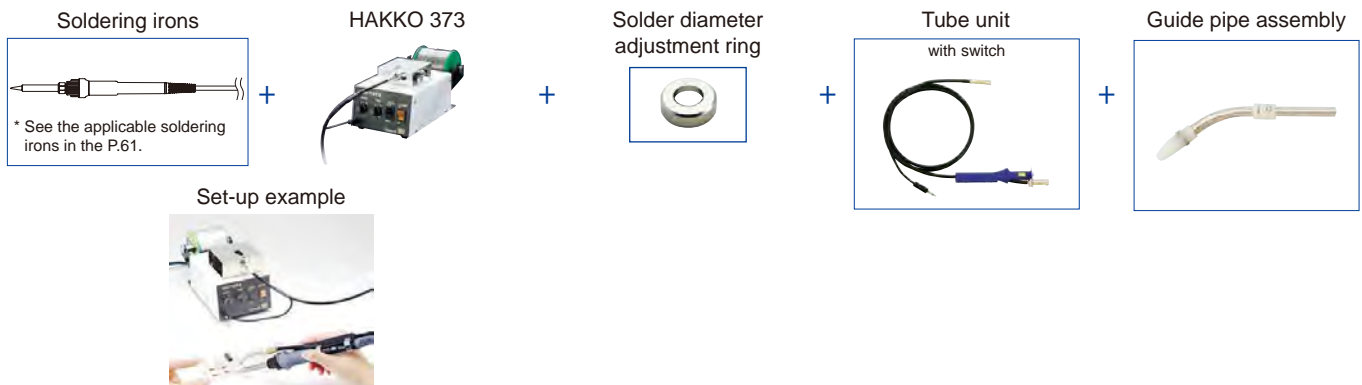 Soldering irons
* See the applicable soldering
irons in the P.61.
+
HAKKO 373
+
Solder diameter
adjustment ring
+
Tube unit
with switch
+
Guide pipe assembly
Set-up example